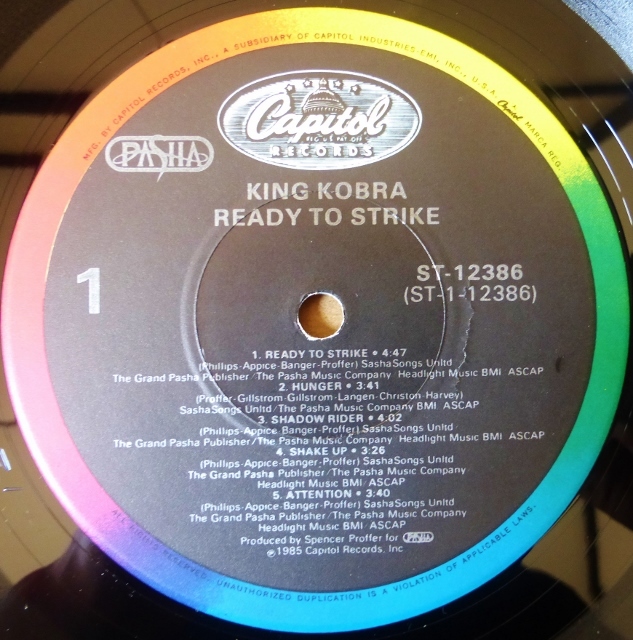 MFG. BY CAPITOL RECORDS, INC., A SUBSIDIARY OF CAPITOL INDUSTRIES-EMI, INC., U.S.A. Capitol MARCA REG.
Capitol
REG. U.S. PAT. OFF.
RECORDS
PASHA
KING KOBRA
READY TO STRIKE
1
ST-12386
(ST-1-12386)
1. READY TO STRIKE • 4:47
(Phillips-Appice-Banger-Proffer) SashaSongs Unltd
The Grand Pasha Publisher/The Pasha Music Company Headlight Music BMI ASCAP
2. HUNGER • 3:41
(Proffer-Gillstrom-Gillstrom-Langen-Christon-Harvey)
SashaSongs Unltd/The Pasha Music Company BMI ASCAP
3. SHADOW RIDER • 4:02
(Phillips-Appice-Banger-Proffer) SashaSongs Unltd
The Grand Pasha Publisher/The Pasha Music Company Headlight Music BMI ASCAP
4. SHAKE UP • 3:26
(Phillips-Appice-Banger-Proffer) SashaSongs Unltd
The Grand Pasha Publisher/The Pasha Music Company
Headlight Music BMI/ASCAP
5. ATTENTION • 3:40
(Phillips-Appice-Banger-Proffer) SashaSongs Unltd
The Grand Pasha Publisher/The Pasha Music Company
Headlight Music BMI/ASCAP
Produced by Spencer Proffer for PASHA
℗1985 Capitol Records, Inc
ALL RIGHTS RESERVED. UNAUTHORIZED DUPLICATION IS A VIOLATION OF APPLICABLE LAWS.